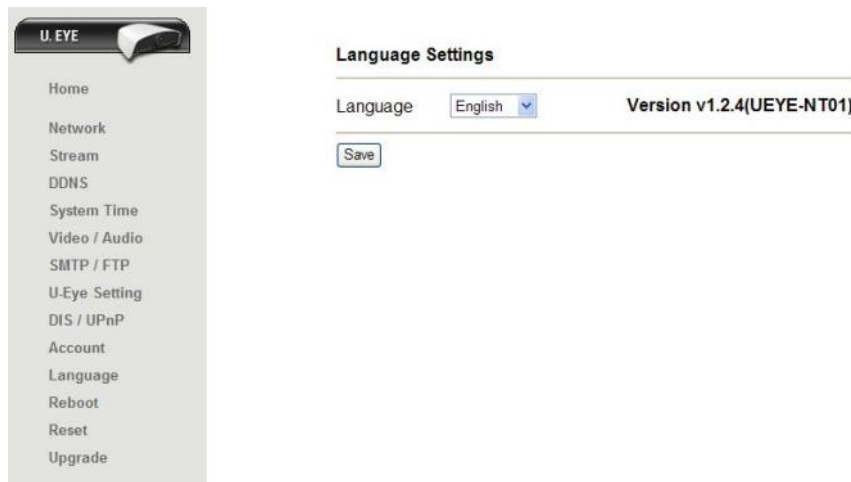 U. EYE
Home
Network
Stream
DDNS
System Time
Video / Audio
SMTP / FTP
U-Eye Setting
DIS / UPnP
Account
Language
Reboot
Reset
Upgrade
Language Settings
Language English Version v1.2.4(UEYE-NT01)
Save